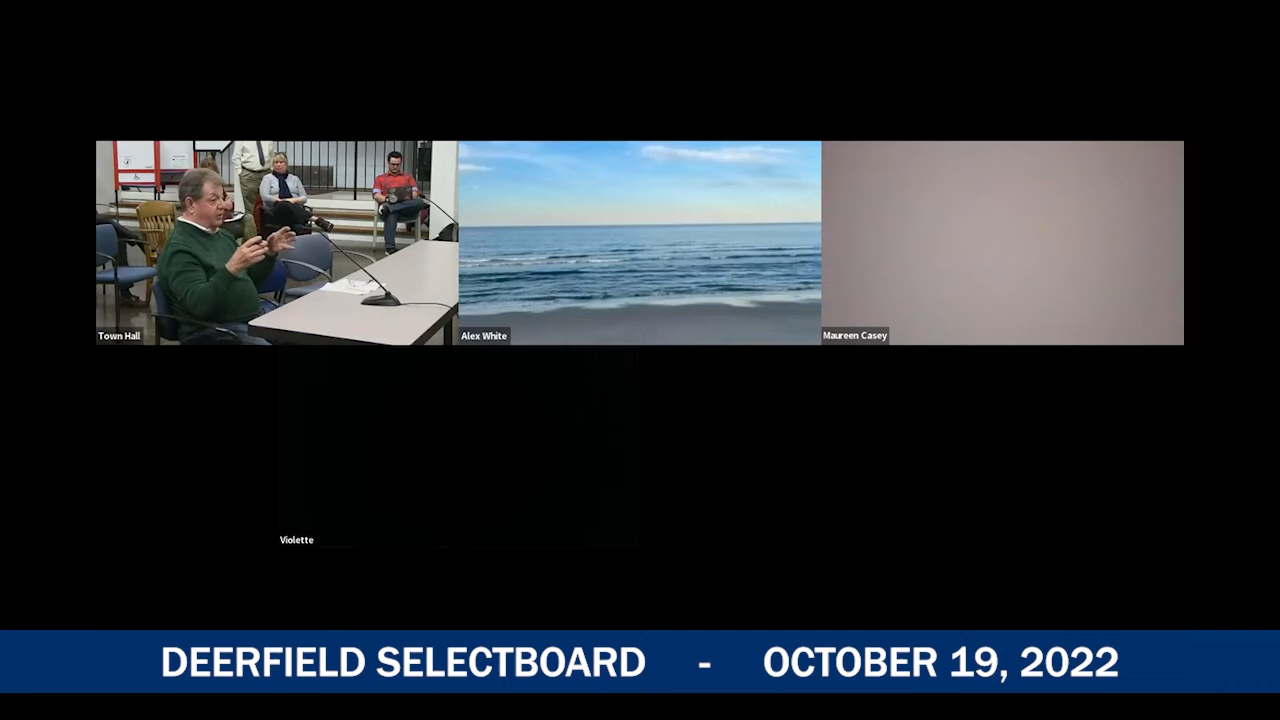 Town Hall
Alex White
Maureen Casey
Violette
DEERFIELD SELECTBOARD - OCTOBER 19, 2022